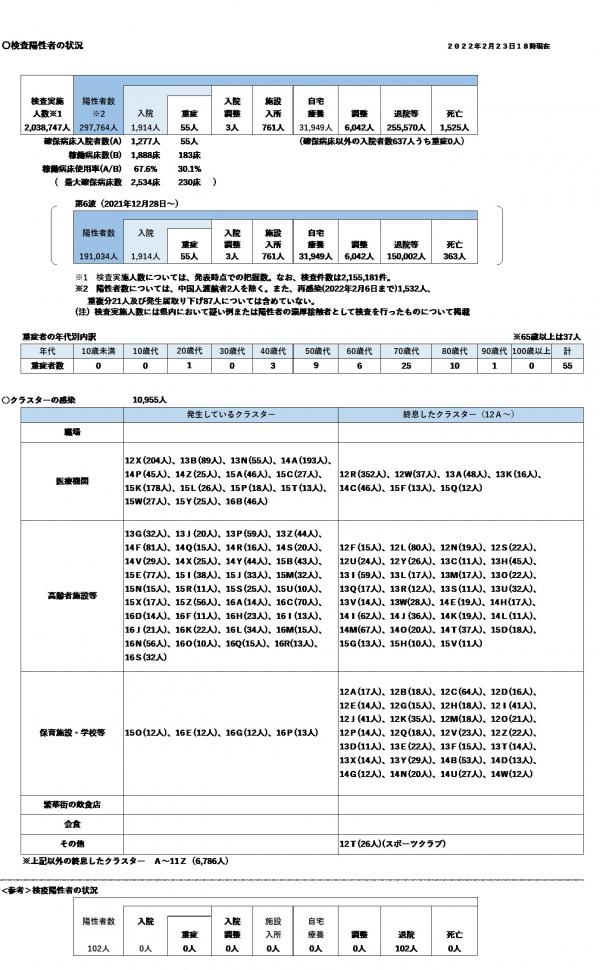 〇検査陽性者の状況 2022年2月23日18時現在
検査実施 陽性者数 入院 施設 自宅
人数※1 ※2 入院 重症 調整 入所 療養 調整 退院等 死亡
2,038,747人 297,764人 1,914人 55人 3人 761人 31,949人 6,042人 255,570人 1,525人
確保病床入院者数(A) 1,277人 55人 (確保病床以外の入院者数637人うち重症0人)
稼働病床数(B) 1,888床 183床
稼働病床使用率(A/B) 67.6% 30.1%
( 最大確保病床数 2,534床 230床 )
第6波(2021年12月28日~)
陽性者数 入院 施設 自宅
入院 重症 調整 入所 療養 調整 退院等 死亡
191,034人 1,914人 55人 3人 761人 31,949人 6,042人 150,002人 363人
※1 検査実施人数については、発表時点での把握数。なお、検査件数は2,155,181件。
※2 陽性者数については、中国人渡航者2人を除く。また、再感染(2022年2月6日まで)1,532人、
重複分21人及び発生届取り下げ87人については含めていない。
(注) 検査実施人数には県内において疑い例または陽性者の濃厚接触者として検査を行ったものについて掲載
重症者の年代別内訳 ※65歳以上は37人
年代 10歳未満 10歳代 20歳代 30歳代 40歳代 50歳代 60歳代 70歳代 80歳代 90歳代 100歳以上 計
重症者数 0 0 1 0 3 9 6 25 10 1 0 55
〇クラスターの感染 10,955人
発生しているクラスター 終息したクラスター(12A~)
職場
医療機関
12X(204人)、13B(89人)、13N(55人)、14A(193人)、
14P(45人)、14Z(25人)、15A(46人)、15C(27人)、
15K(178人)、15L(26人)、15P(18人)、15T(13人)、
15W(27人)、15Y(25人)、16B(46人)
12R(352人)、12W(37人)、13A(48人)、13K(16人)、
14C(46人)、15F(13人)、15Q(12人)
高齢者施設等
13G(32人)、13J(20人)、13P(59人)、13Z(44人)、
14F(81人)、14Q(15人)、14R(16人)、14S(20人)、
14V(29人)、14X(25人)、14Y(44人)、15B(43人)、
15E(77人)、15I(38人)、15J(33人)、15M(32人)、
15N(15人)、15R(11人)、15S(25人)、15U(10人)、
15X(17人)、15Z(56人)、16A(14人)、16C(70人)、
16D(14人)、16F(11人)、16H(23人)、16I(13人)、
16J(21人)、16K(22人)、16L(34人)、16M(15人)、
16N(56人)、16O(10人)、16Q(15人)、16R(13人)、
16S(32人)
12F(15人)、12L(80人)、12N(19人)、12S(22人)、
12U(24人)、12Y(26人)、13C(11人)、13H(45人)、
13I(59人)、13L(17人)、13M(17人)、13O(22人)、
13Q(17人)、13R(12人)、13S(11人)、13U(32人)、
13V(14人)、13W(28人)、14E(19人)、14H(17人)、
14I(62人)、14J(36人)、14K(19人)、14L(11人)、
14M(67人)、14O(20人)、14T(37人)、15D(18人)、
15G(13人)、15H(10人)、15V(11人)
保育施設・学校等
15O(12人)、16E(12人)、16G(12人)、16P(13人)
12A(17人)、12B(18人)、12C(64人)、12D(16人)、
12E(14人)、12G(15人)、12H(18人)、12I(41人)、
12J(41人)、12K(35人)、12M(18人)、12O(21人)、
12P(14人)、12Q(18人)、12V(23人)、12Z(22人)、
13D(11人)、13E(22人)、13F(15人)、13T(14人)、
13X(14人)、13Y(29人)、14B(53人)、14D(13人)、
14G(12人)、14N(20人)、14U(27人)、14W(12人)
繁華街の飲食店
会食
その他 12T(26人)(スポーツクラブ)
※上記以外の終息したクラスター A~11Z(6,786人)
<参考>検疫陽性者の状況
陽性者数 入院 入院 施設 自宅
重症 調整 入所 療養 調整 退院 死亡
102人 0人 0人 0人 0人 0人 0人 102人 0人